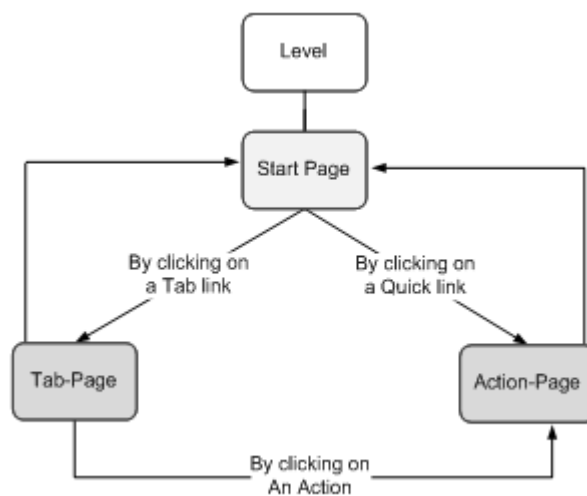 Level
Start Page
By clicking on
a Tab link
By clicking on
a Quick link
Tab-Page
Action-Page
By clicking on
An Action